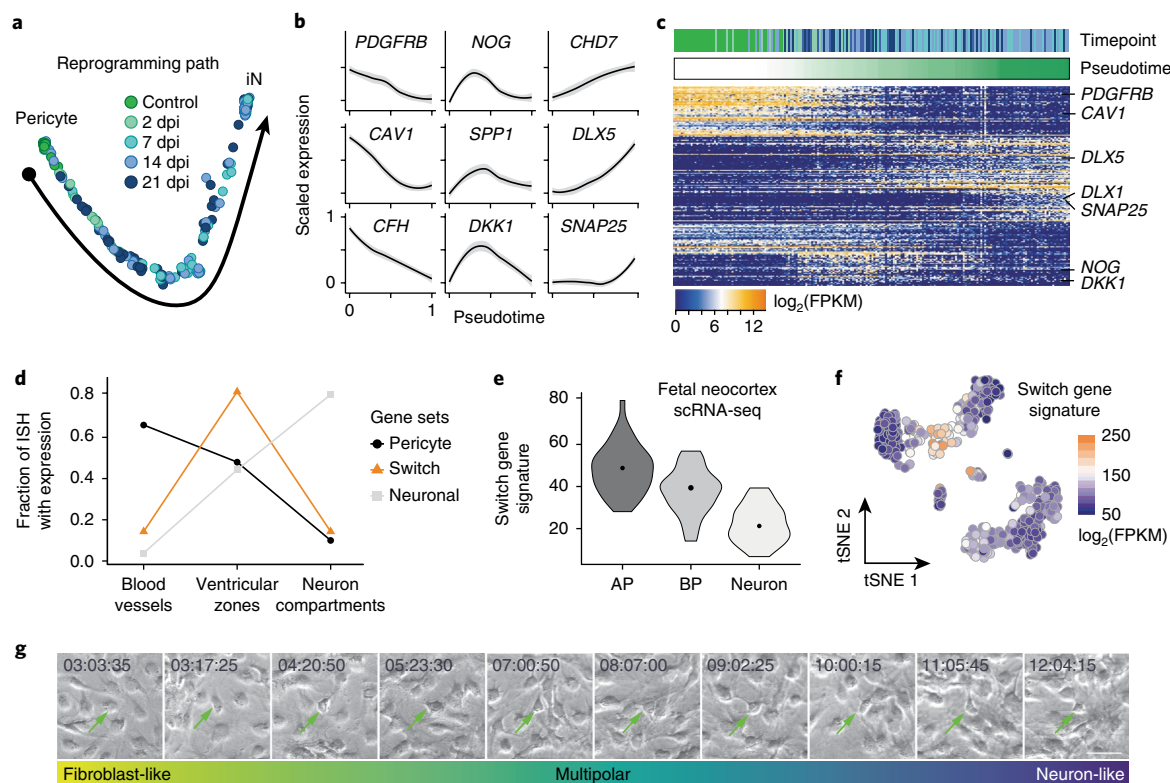 a
Reprogramming path
iN
Pericyte
Control
2 dpi
7 dpi
14 dpi
21 dpi
b
Scaled expression
PDGFRB
NOG
CHD7
CAV1
SPP1
DLX5
CFH
DKK1
SNAP25
1
0
0
1
Pseudotime
c
Timepoint
Pseudotime
PDGFRB
CAV1
DLX5
DLX1
SNAP25
NOG
DKK1
log2(FPKM)
0 6 12
d
Fraction of ISH
with expression
0.8
0.6
0.4
0.2
0.0
Blood
vessels
Ventricular
zones
Neuron
compartments
Gene sets
Pericyte
Switch
Neuronal
e
Fetal neocortex
scRNA-seq
Switch gene
signature
80
60
40
20
AP
BP
Neuron
f
Switch gene
signature
250
150
50
log2(FPKM)
tSNE 2
tSNE 1
g
03:03:35
03:17:25
04:20:50
05:23:30
07:00:50
08:07:00
09:02:25
10:00:15
11:05:45
12:04:15
Fibroblast-like
Multipolar
Neuron-like